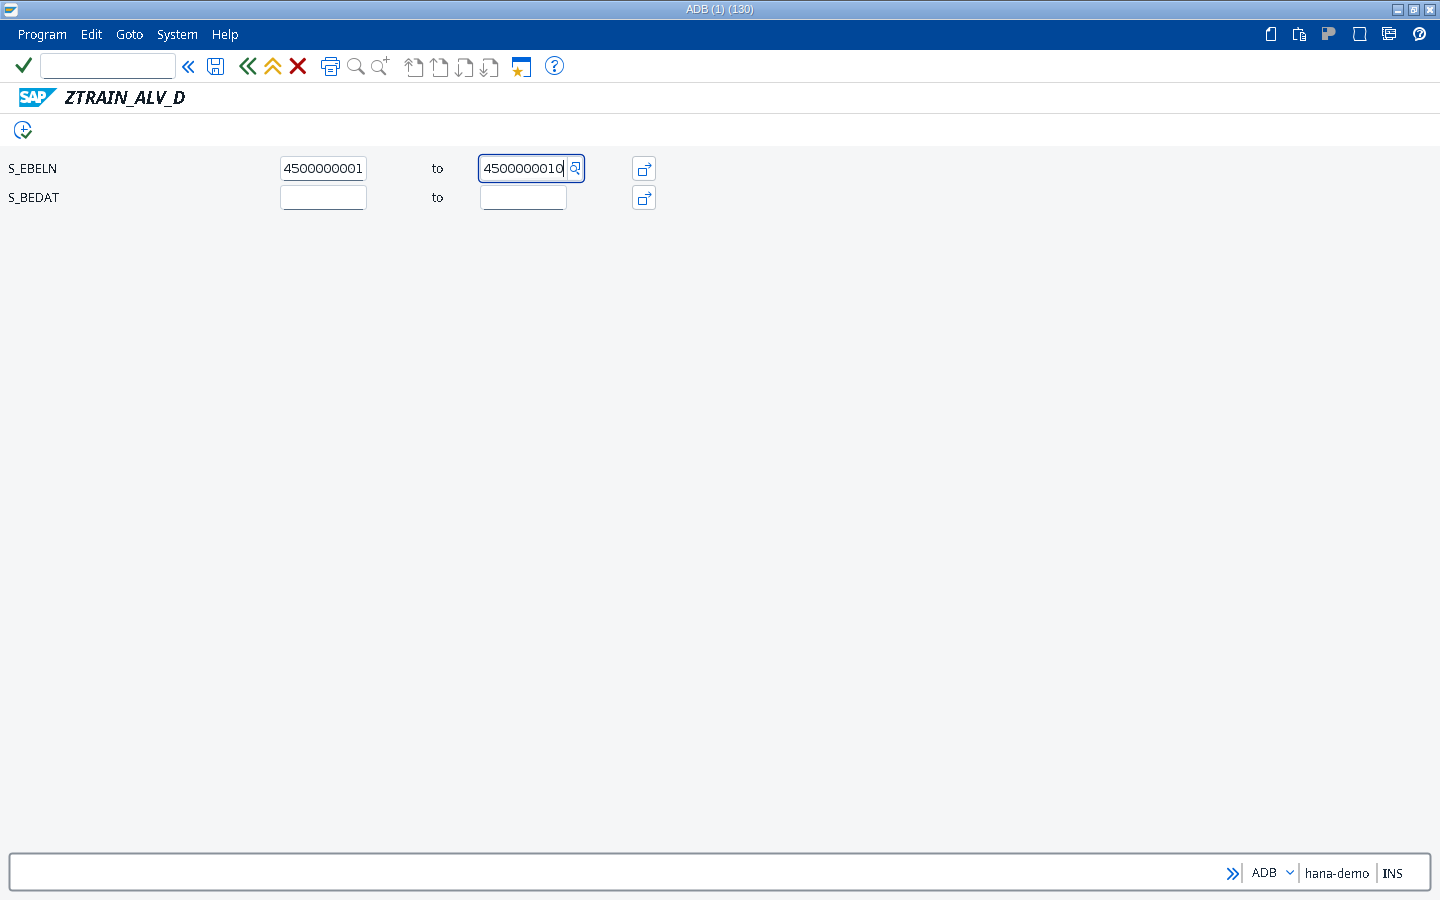 ADB (1) (130)
Program Edit Goto System Help
SAP ZTRAIN_ALV_D
S_EBELN 4500000001 to 4500000010
S_BEDAT to
ADB hana-demo INS